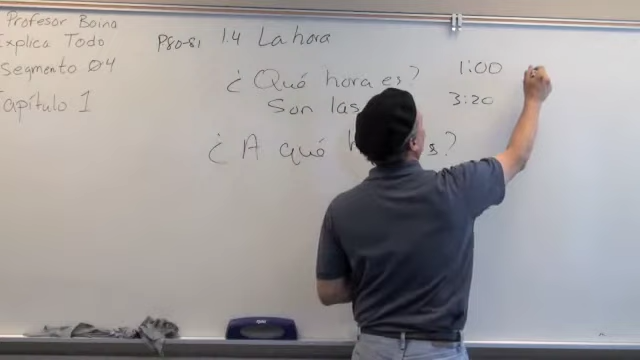 Profesor Boina
Explica Todo
Segmento 04
Capítulo 1
P80-81 1.4 La hora
¿Qué hora es? 1:00
Son las 3:20
¿A qué